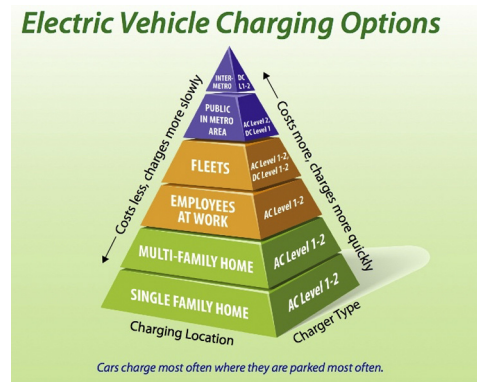 Electric Vehicle Charging Options
INTER-
METRO
DC
L1-2
PUBLIC
IN METRO
AREA
AC Level 2,
DC Level 1
FLEETS
AC Level 1-2,
DC Level 1-2
EMPLOYEES
AT WORK
AC Level 1-2
MULTI-FAMILY HOME
AC Level 1-2
SINGLE FAMILY HOME
AC Level 1-2
Costs less, charges more slowly
Costs more, charges more quickly
Charging Location
Charger Type
Cars charge most often where they are parked most often.